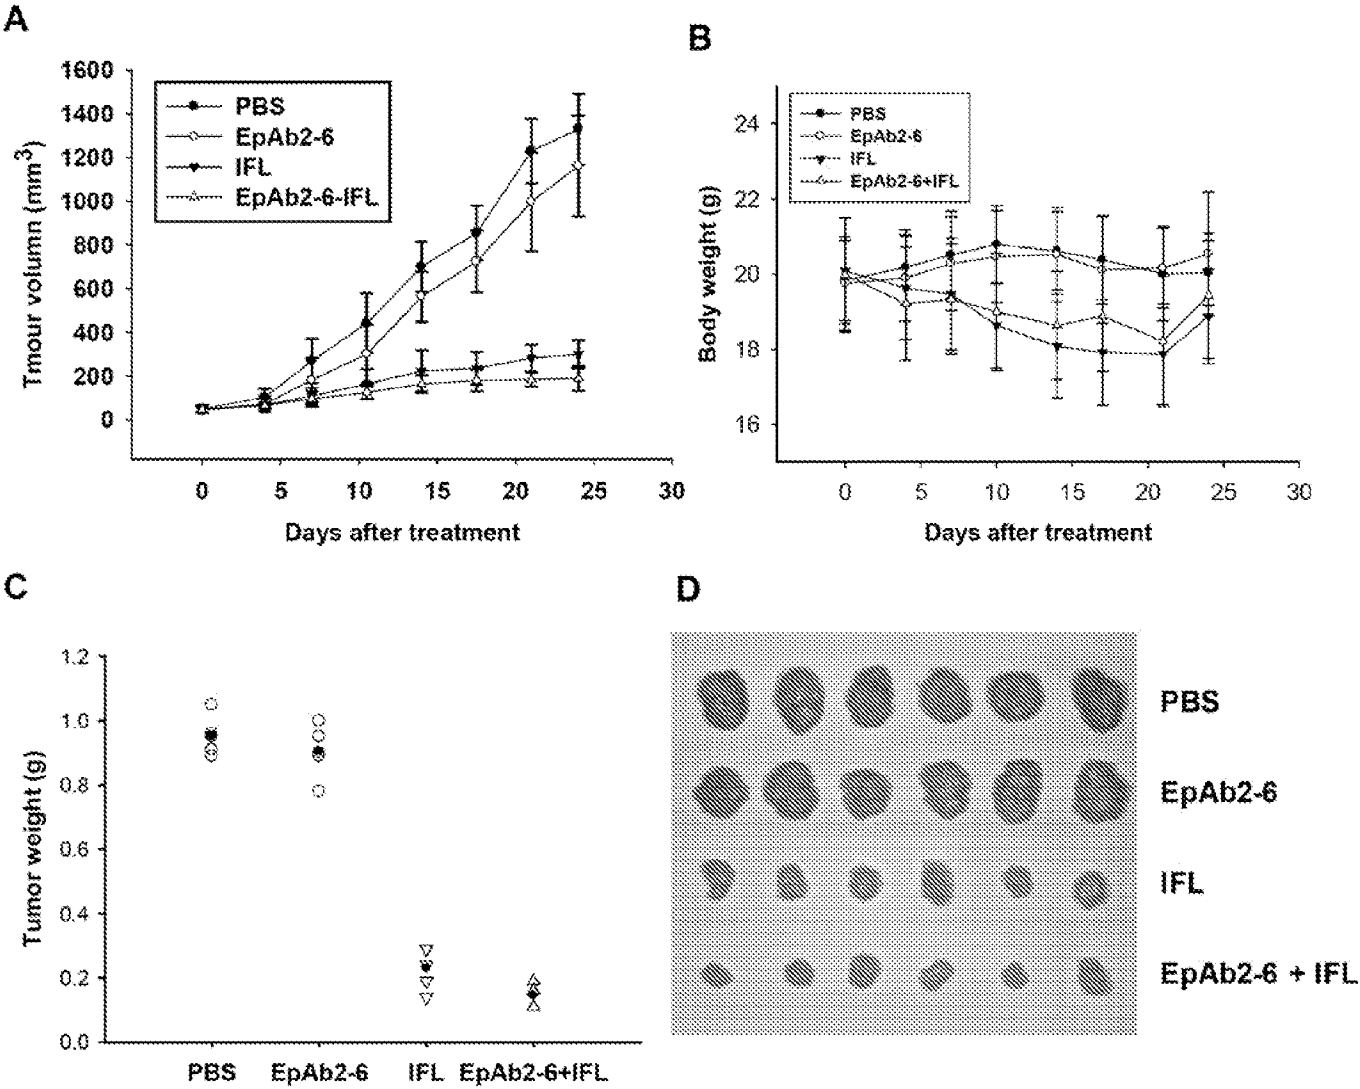 A
Tmour volumn (mm³)
1600
1400
1200
1000
800
600
400
200
0
PBS
EpAb2-6
IFL
EpAb2-6-IFL
0 5 10 15 20 25 30
Days after treatment
B
Body weight (g)
24
22
20
18
16
PBS
EpAb2-6
IFL
EpAb2-6+IFL
0 5 10 15 20 25 30
Days after treatment
C
Tumor weight (g)
1.2
1.0
0.8
0.6
0.4
0.2
0.0
PBS EpAb2-6 IFL EpAb2-6+IFL
D
PBS
EpAb2-6
IFL
EpAb2-6 + IFL